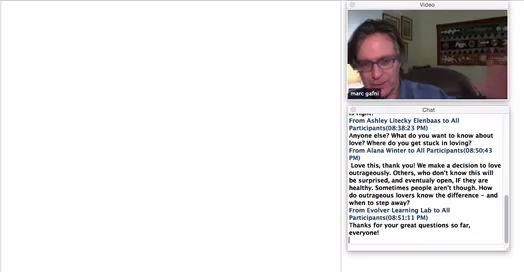 Video
marc gafni
Chat
is right?
From Ashley Litecky Elenbaas to All
Participants(08:38:23 PM)
Anyone else? What do you want to know about
love? Where do you get stuck in loving?
From Alana Winter to All Participants(08:50:43
PM)
Love this, thank you! We make a decision to love
outrageously. Others, who don't know this will
be surprised, and eventualy open, IF they are
healthy. Sometimes people aren't though. How
do outrageous lovers know the difference - and
when to step away?
From Evolver Learning Lab to All
Participants(08:51:11 PM)
Thanks for your great questions so far,
everyone!